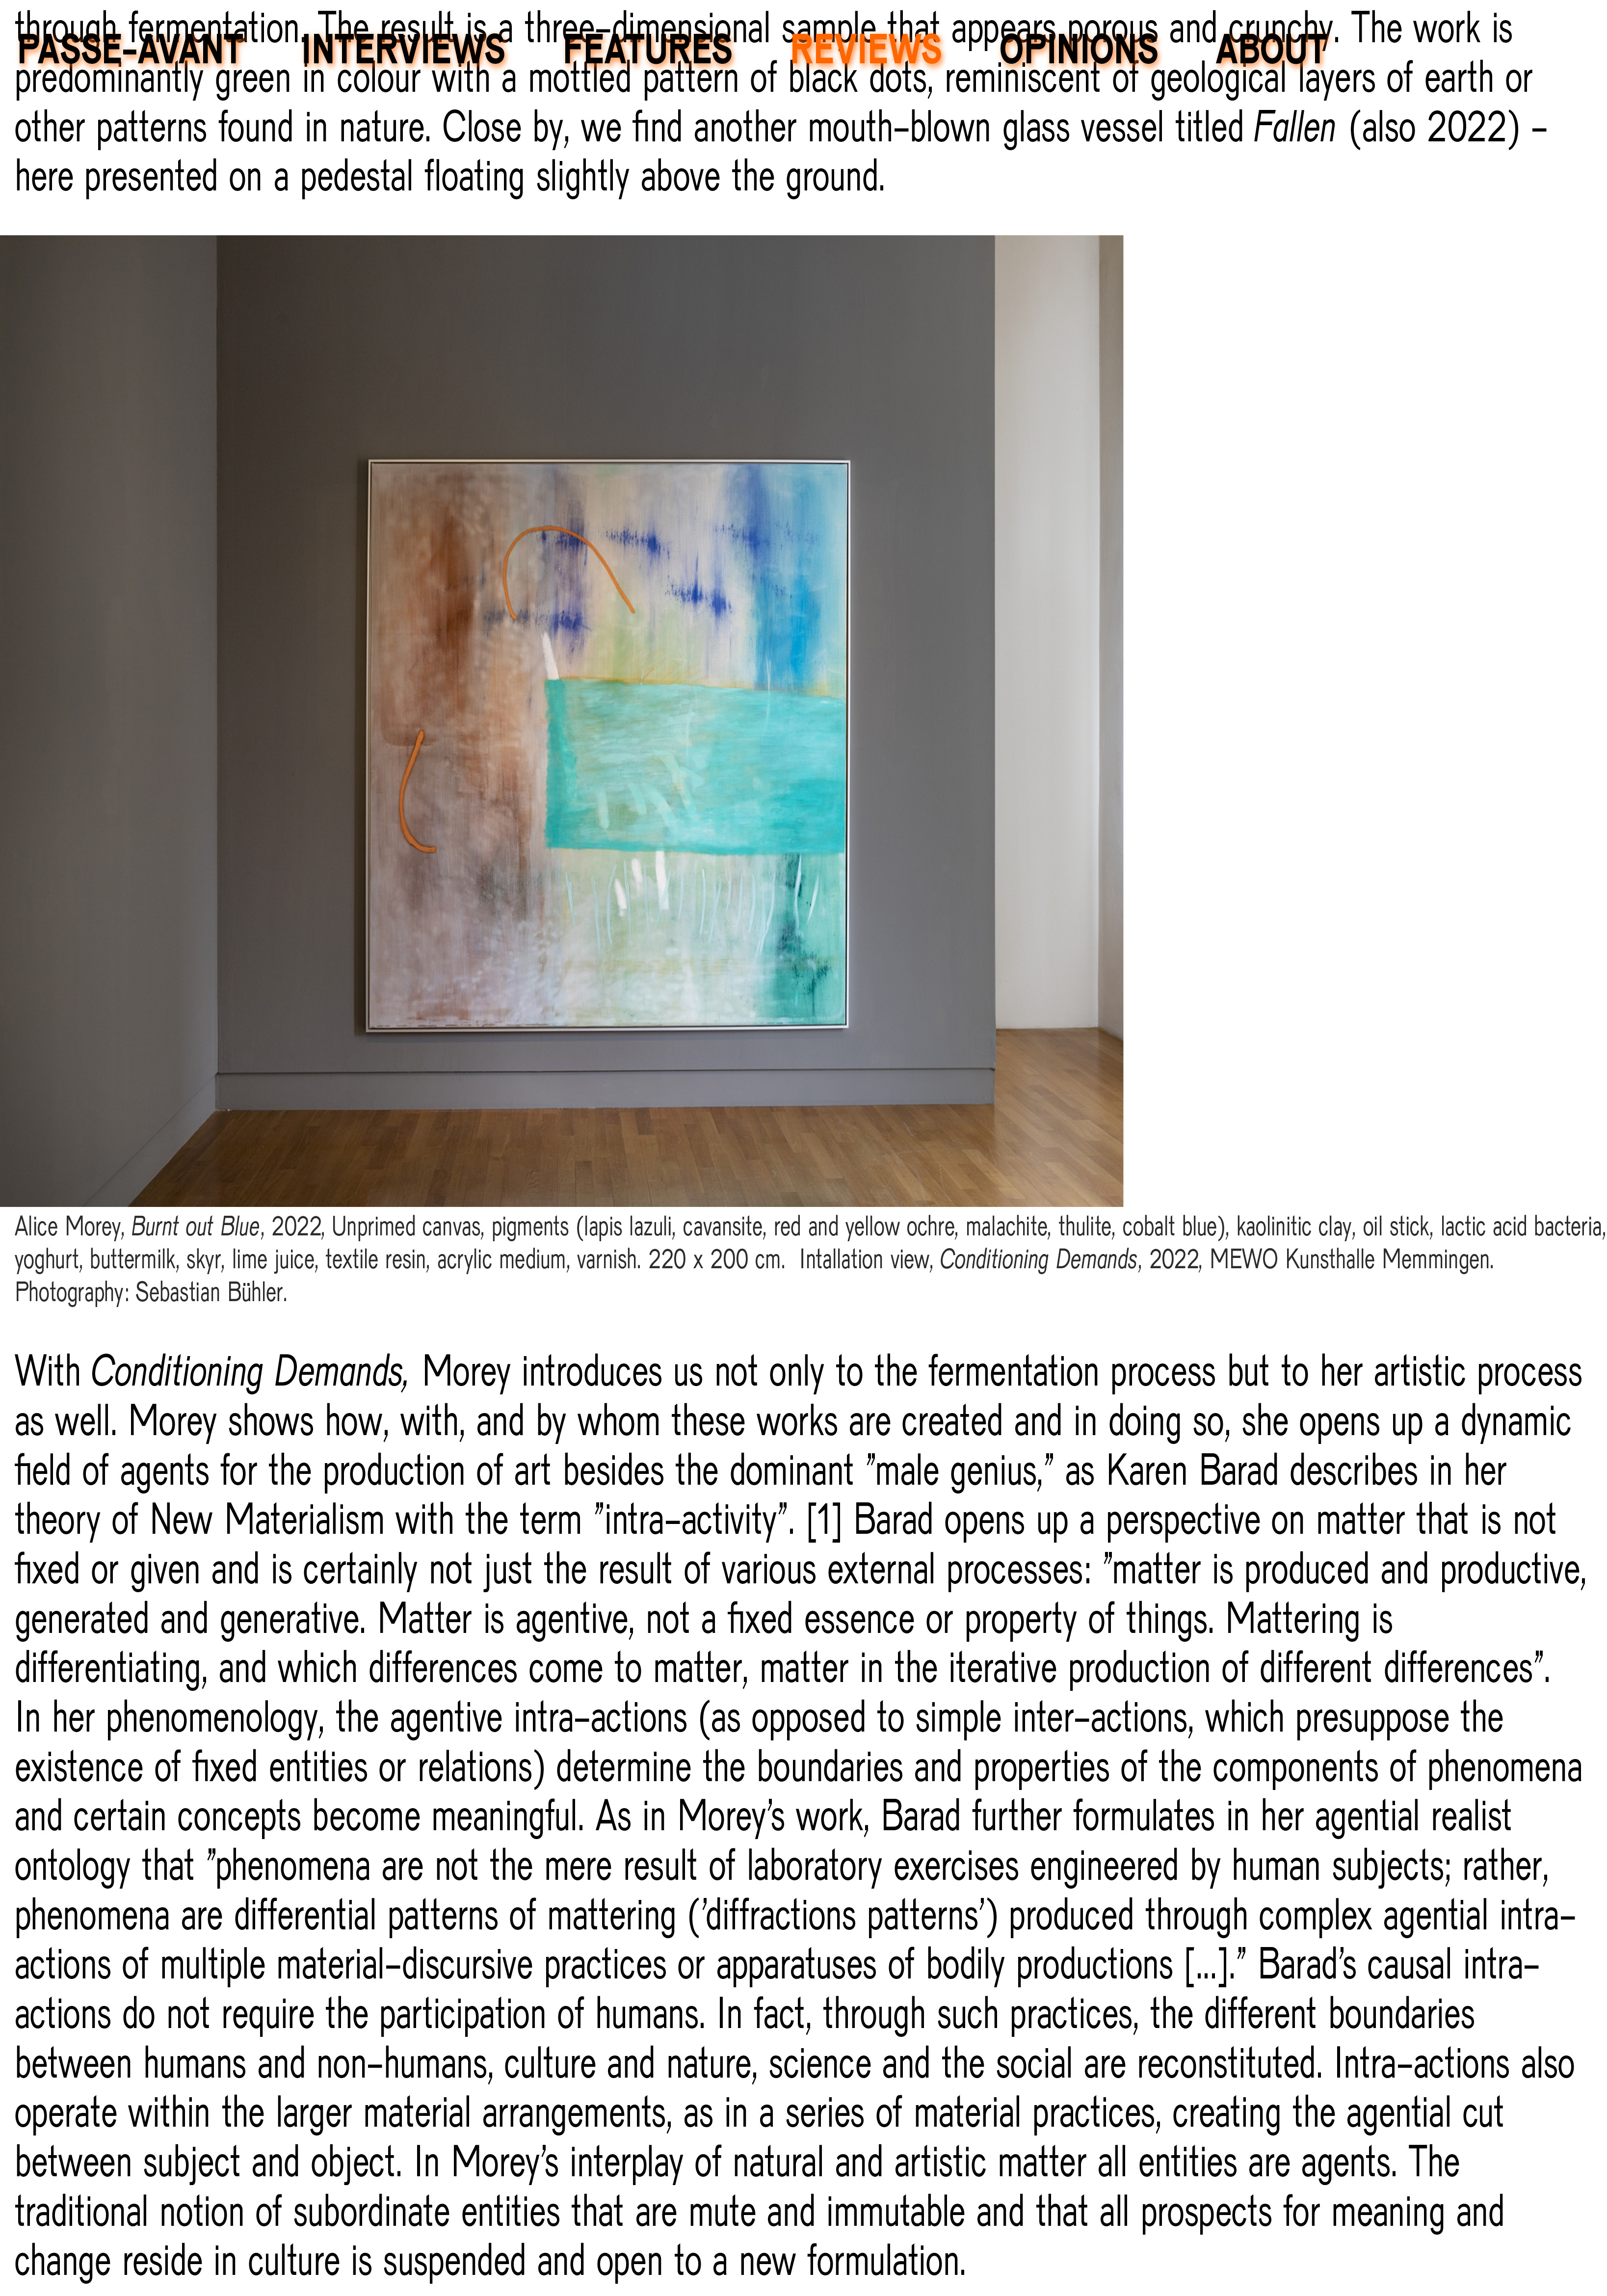 through fermentation. The result is a three-dimensional sample that appears porous and crunchy. The work is
PASSE-AVANT INTERVIEWS FEATURES REVIEWS OPINIONS ABOUT
predominantly green in colour with a mottled pattern of black dots, reminiscent of geological layers of earth or
other patterns found in nature. Close by, we find another mouth-blown glass vessel titled Fallen (also 2022) –
here presented on a pedestal floating slightly above the ground.
Alice Morey, Burnt out Blue, 2022, Unprimed canvas, pigments (lapis lazuli, cavansite, red and yellow ochre, malachite, thulite, cobalt blue), kaolinitic clay, oil stick, lactic acid bacteria,
yoghurt, buttermilk, skyr, lime juice, textile resin, acrylic medium, varnish. 220 x 200 cm. Intallation view, Conditioning Demands, 2022, MEWO Kunsthalle Memmingen.
Photography: Sebastian Bühler.
With Conditioning Demands, Morey introduces us not only to the fermentation process but to her artistic process
as well. Morey shows how, with, and by whom these works are created and in doing so, she opens up a dynamic
field of agents for the production of art besides the dominant "male genius," as Karen Barad describes in her
theory of New Materialism with the term "intra-activity". [1] Barad opens up a perspective on matter that is not
fixed or given and is certainly not just the result of various external processes: "matter is produced and productive,
generated and generative. Matter is agentive, not a fixed essence or property of things. Mattering is
differentiating, and which differences come to matter, matter in the iterative production of different differences".
In her phenomenology, the agentive intra-actions (as opposed to simple inter-actions, which presuppose the
existence of fixed entities or relations) determine the boundaries and properties of the components of phenomena
and certain concepts become meaningful. As in Morey's work, Barad further formulates in her agential realist
ontology that "phenomena are not the mere result of laboratory exercises engineered by human subjects; rather,
phenomena are differential patterns of mattering ('diffractions patterns') produced through complex agential intra-
actions of multiple material-discursive practices or apparatuses of bodily productions [...]." Barad's causal intra-
actions do not require the participation of humans. In fact, through such practices, the different boundaries
between humans and non-humans, culture and nature, science and the social are reconstituted. Intra-actions also
operate within the larger material arrangements, as in a series of material practices, creating the agential cut
between subject and object. In Morey's interplay of natural and artistic matter all entities are agents. The
traditional notion of subordinate entities that are mute and immutable and that all prospects for meaning and
change reside in culture is suspended and open to a new formulation.